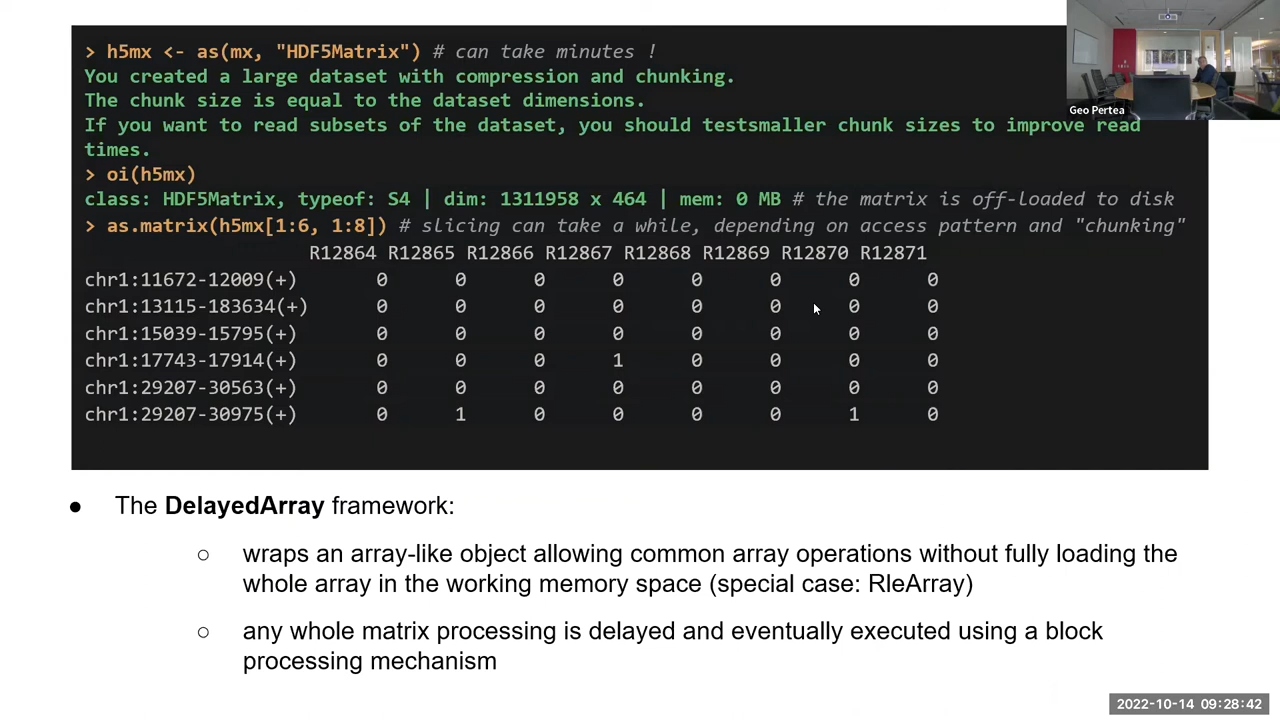 > h5mx <- as(mx, "HDF5Matrix") # can take minutes !
You created a large dataset with compression and chunking.
The chunk size is equal to the dataset dimensions.
If you want to read subsets of the dataset, you should testsmaller chunk sizes to improve read
times.
> oi(h5mx)
class: HDF5Matrix, typeof: S4 | dim: 1311958 x 464 | mem: 0 MB # the matrix is off-loaded to disk
> as.matrix(h5mx[1:6, 1:8]) # slicing can take a while, depending on access pattern and "chunking"
R12864 R12865 R12866 R12867 R12868 R12869 R12870 R12871
chr1:11672-12009(+) 0 0 0 0 0 0 0 0
chr1:13115-183634(+) 0 0 0 0 0 0 0 0
chr1:15039-15795(+) 0 0 0 0 0 0 0 0
chr1:17743-17914(+) 0 0 0 1 0 0 0 0
chr1:29207-30563(+) 0 0 0 0 0 0 0 0
chr1:29207-30975(+) 0 1 0 0 0 0 1 0
Geo Pertea
● The DelayedArray framework:
○ wraps an array-like object allowing common array operations without fully loading the
whole array in the working memory space (special case: RleArray)
○ any whole matrix processing is delayed and eventually executed using a block
processing mechanism
2022-10-14 09:28:42